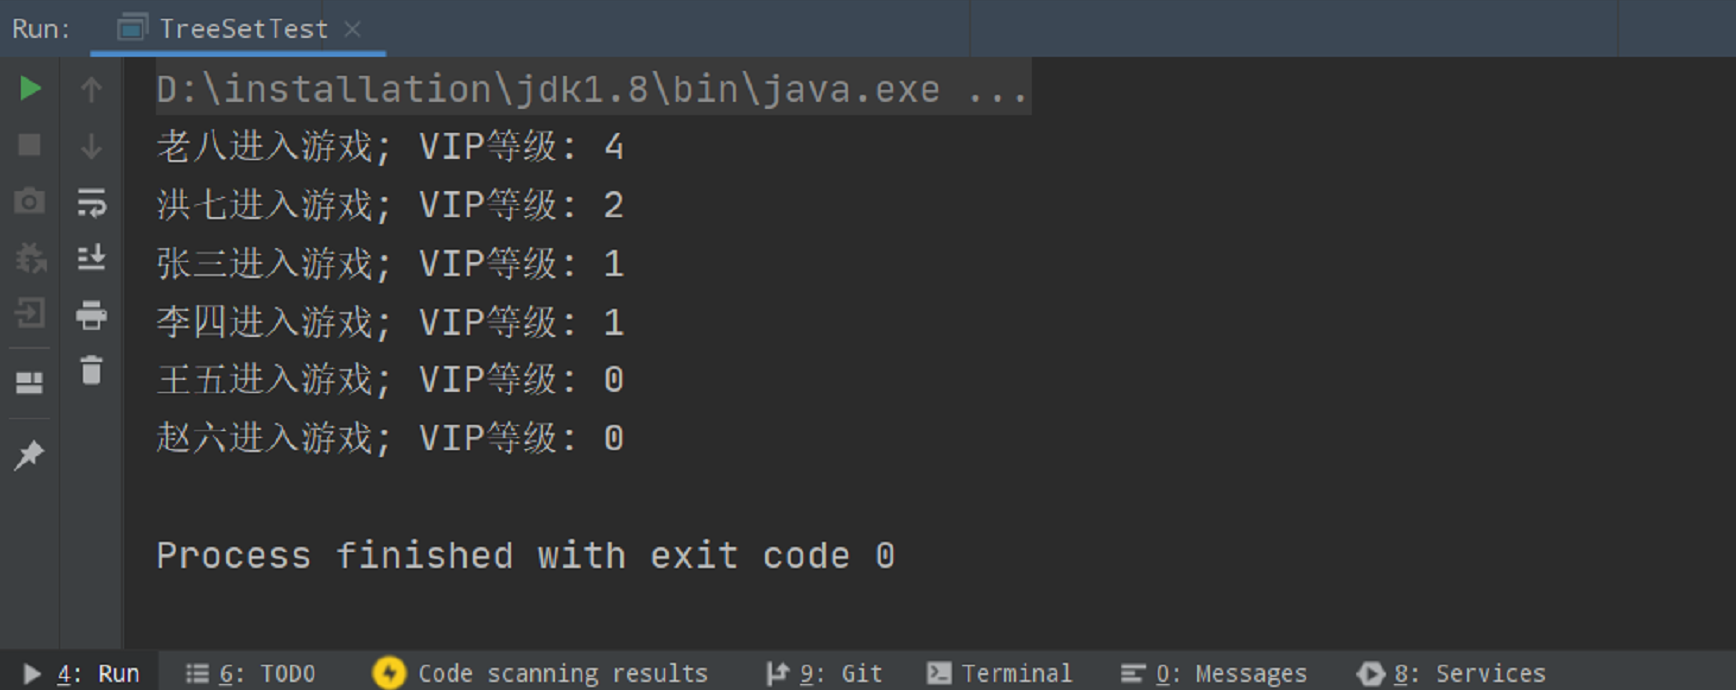 Run: TreeSetTest
D:\installation\jdk1.8\bin\java.exe ...
老八进入游戏; VIP等级: 4
洪七进入游戏; VIP等级: 2
张三进入游戏; VIP等级: 1
李四进入游戏; VIP等级: 1
王五进入游戏; VIP等级: 0
赵六进入游戏; VIP等级: 0
Process finished with exit code 0
4: Run 6: TODO Code scanning results 9: Git Terminal 0: Messages 8: Services